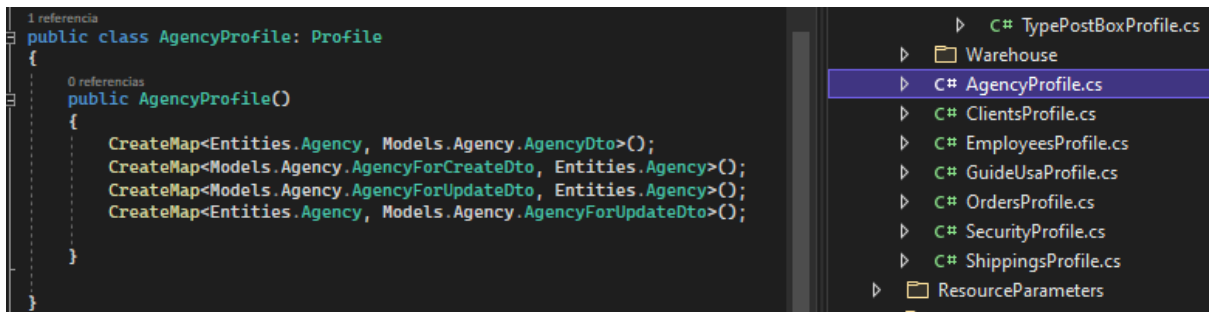 1 referencia
public class AgencyProfile: Profile
{
0 referencias
public AgencyProfile()
{
CreateMap<Entities.Agency, Models.Agency.AgencyDto>();
CreateMap<Models.Agency.AgencyForCreateDto, Entities.Agency>();
CreateMap<Models.Agency.AgencyForUpdateDto, Entities.Agency>();
CreateMap<Entities.Agency, Models.Agency.AgencyForUpdateDto>();
}
}
C# TypePostBoxProfile.cs
Warehouse
C# AgencyProfile.cs
C# ClientsProfile.cs
C# EmployeesProfile.cs
C# GuideUsaProfile.cs
C# OrdersProfile.cs
C# SecurityProfile.cs
C# ShippingsProfile.cs
ResourceParameters